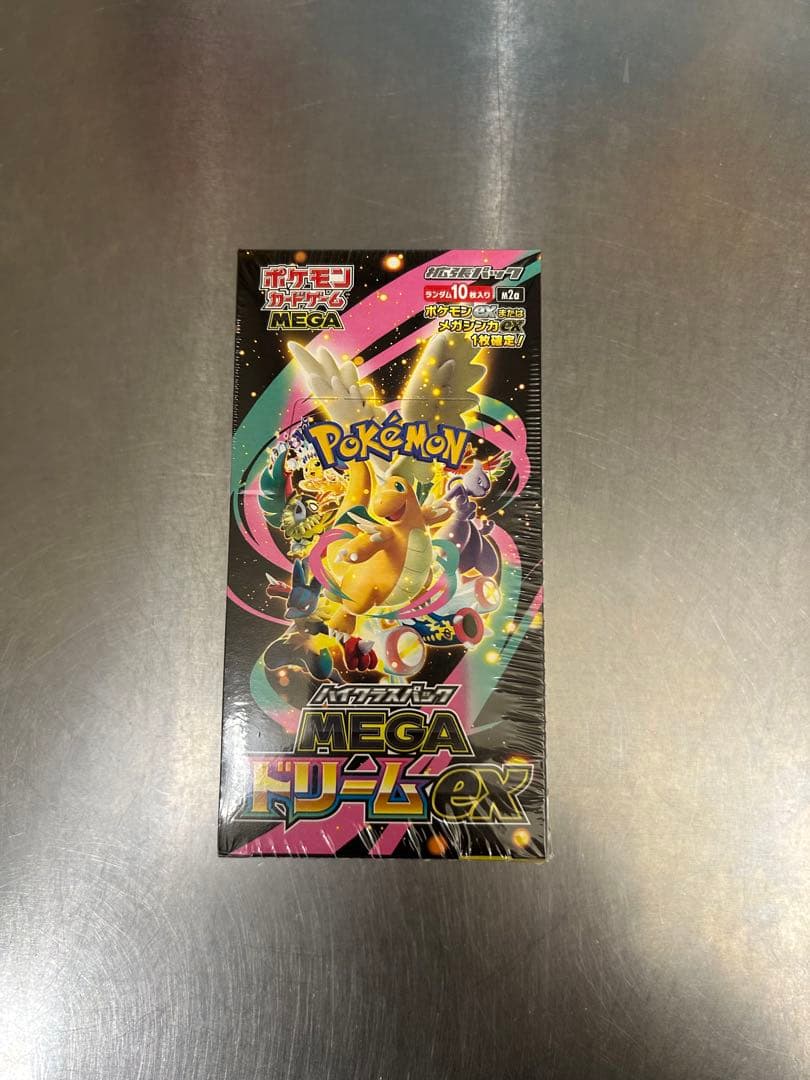 ポケモン
カードゲーム
MEGA
拡張パック
ランダム10枚入り
M2a
ポケモンexまたは
メガシンカex
1枚確定!
POKéMON
ハイクラスパック
MEGA
ドリームex